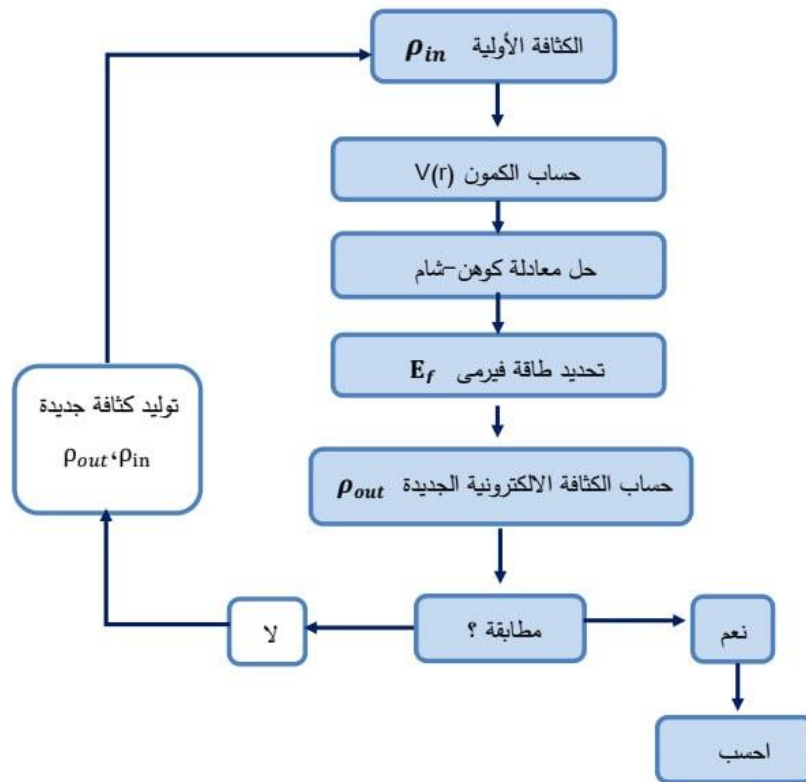 الكثافة الأولية ρin
حساب الكمون V(r)
حل معادلة كوهن–شام
تحديد طاقة فيرمى Ef
حساب الكثافة الالكترونية الجديدة ρout
مطابقة ؟
نعم
احسب
لا
توليد كثافة جديدة
ρout،ρin